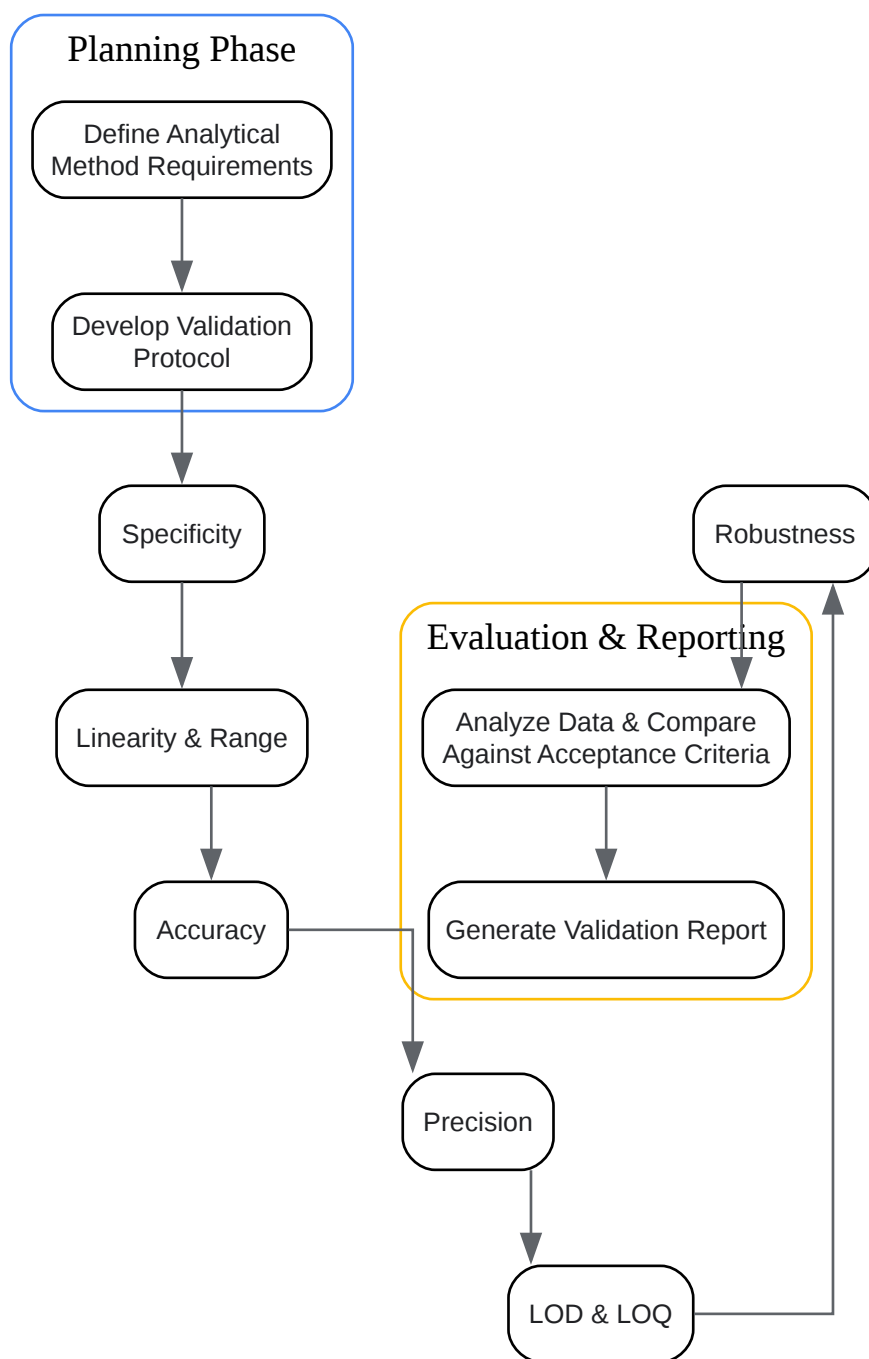 Planning Phase
Define Analytical
Method Requirements
Develop Validation
Protocol
Specificity
Robustness
Evaluation & Reporting
Linearity & Range
Analyze Data & Compare
Against Acceptance Criteria
Accuracy
Generate Validation Report
Precision
LOD & LOQ